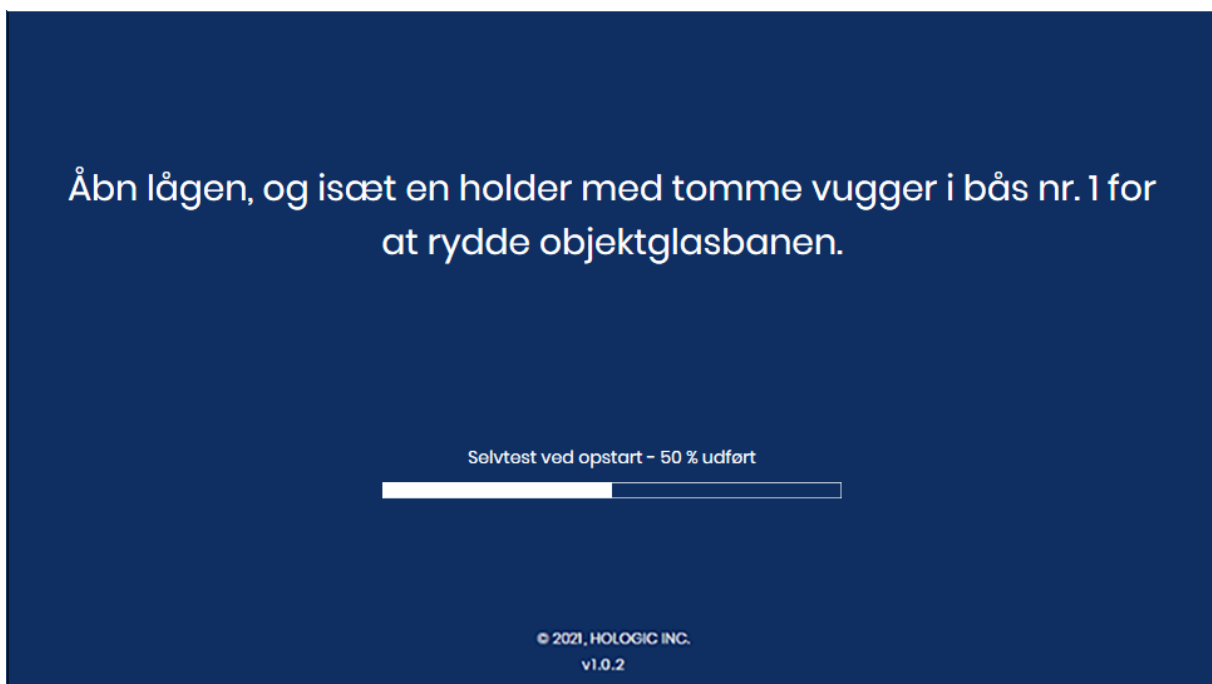 Åbn lågen, og isæt en holder med tomme vugger i bås nr. 1 for
at rydde objektglasbanen.
Selvtest ved opstart - 50 % udført
© 2021, HOLOGIC INC.
v1.0.2